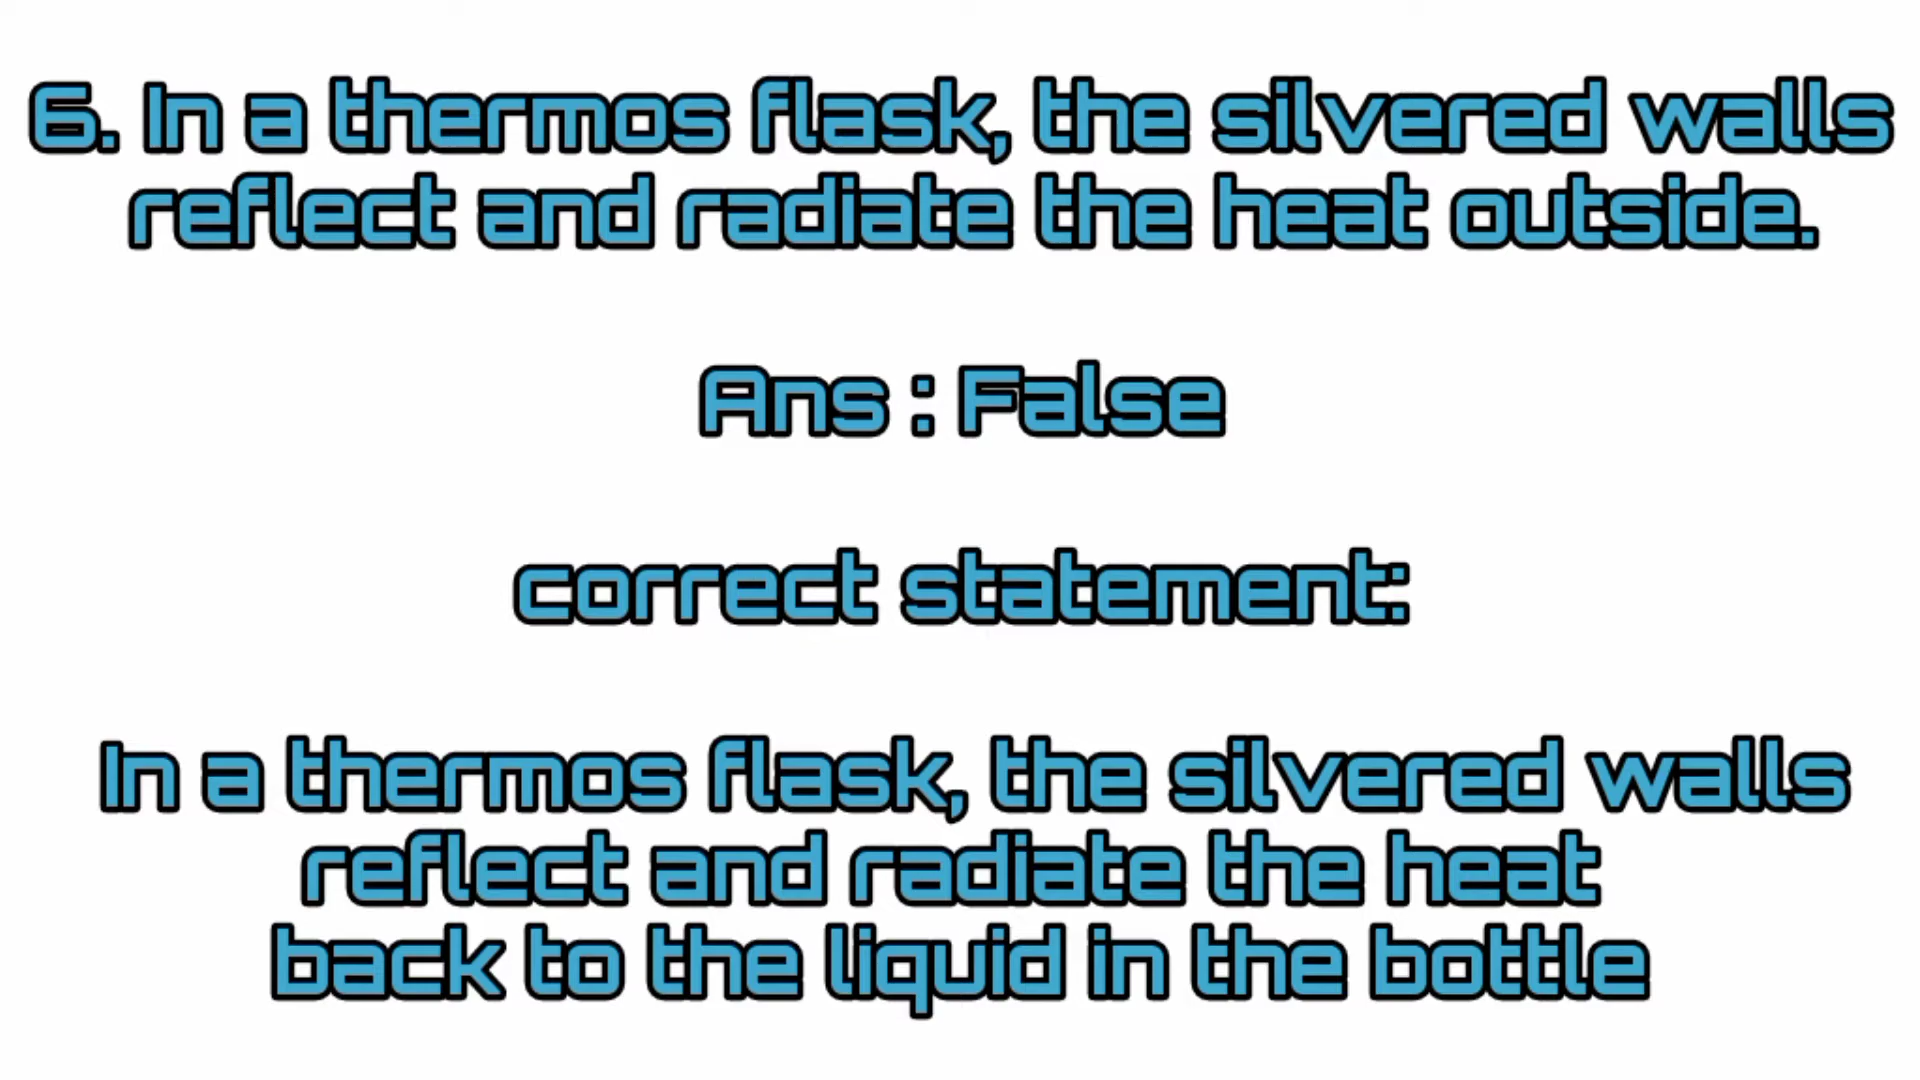 6. In a thermos flask, the silvered walls
reflect and radiate the heat outside.
Ans : False
correct statement:
In a thermos flask, the silvered walls
reflect and radiate the heat
back to the liquid in the bottle